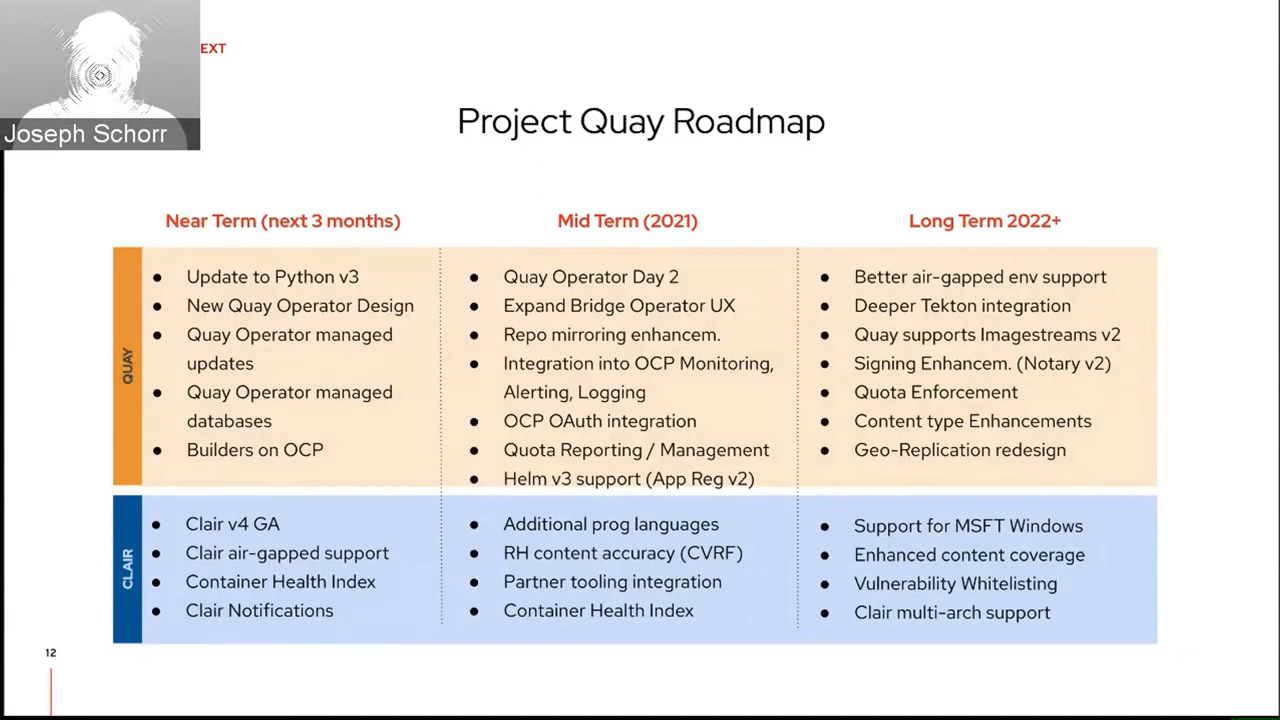 EXT
Joseph Schorr
Project Quay Roadmap
Near Term (next 3 months)
Mid Term (2021)
Long Term 2022+
QUAY
• Update to Python v3
• New Quay Operator Design
• Quay Operator managed
updates
• Quay Operator managed
databases
• Builders on OCP
• Quay Operator Day 2
• Expand Bridge Operator UX
• Repo mirroring enhancem.
• Integration into OCP Monitoring,
Alerting, Logging
• OCP OAuth integration
• Quota Reporting / Management
• Helm v3 support (App Reg v2)
• Better air-gapped env support
• Deeper Tekton integration
• Quay supports Imagestreams v2
• Signing Enhancem. (Notary v2)
• Quota Enforcement
• Content type Enhancements
• Geo-Replication redesign
CLAIR
• Clair v4 GA
• Clair air-gapped support
• Container Health Index
• Clair Notifications
• Additional prog languages
• RH content accuracy (CVRF)
• Partner tooling integration
• Container Health Index
• Support for MSFT Windows
• Enhanced content coverage
• Vulnerability Whitelisting
• Clair multi-arch support
12